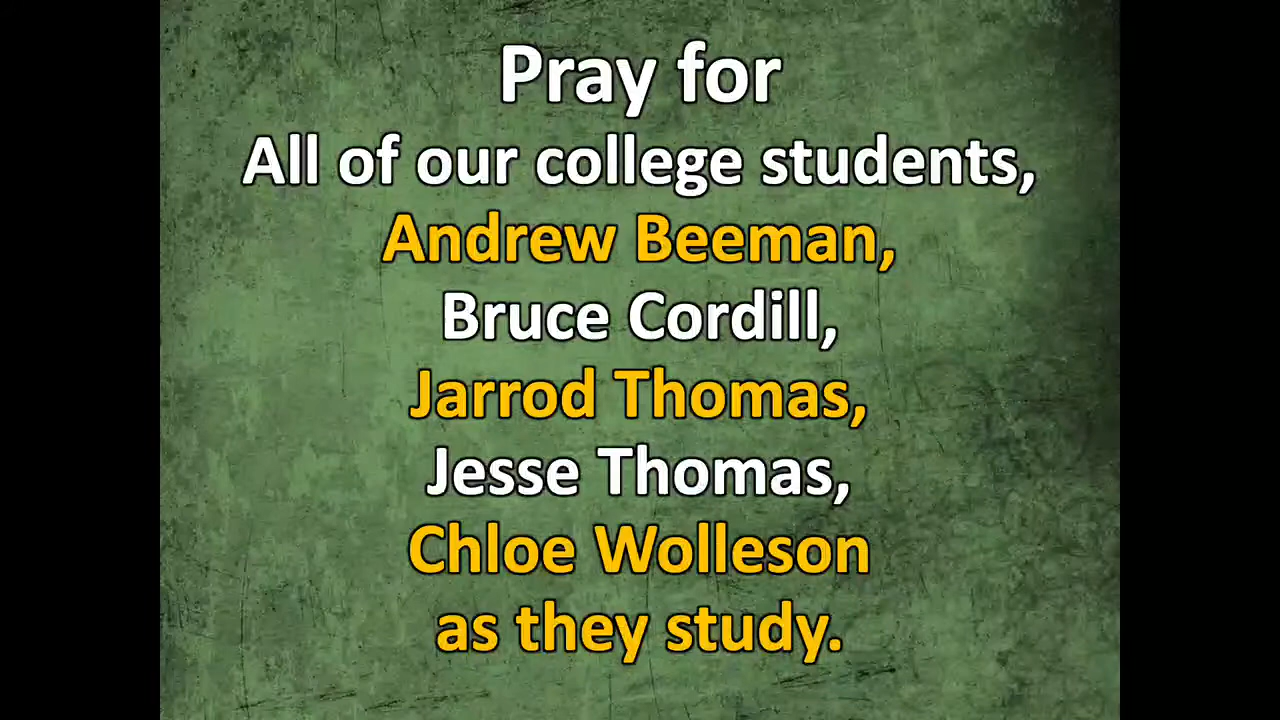 Pray for
All of our college students,
Andrew Beeman,
Bruce Cordill,
Jarrod Thomas,
Jesse Thomas,
Chloe Wolleson
as they study.